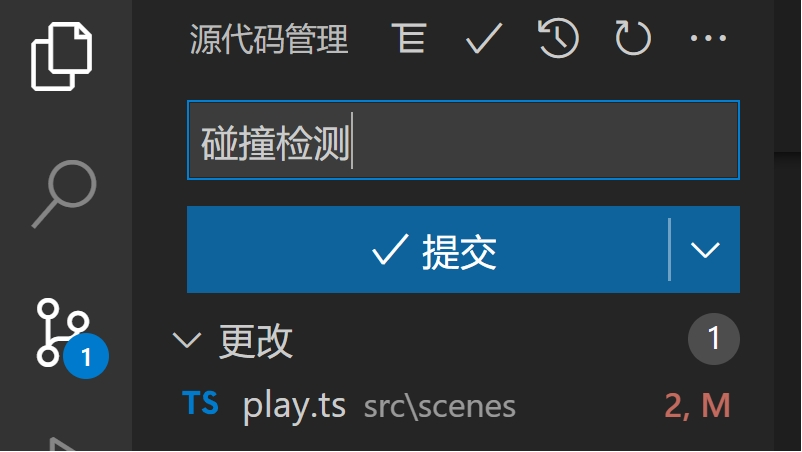 源代码管理
碰撞检测
提交
更改 1
1
TS play.ts src\scenes 2, M